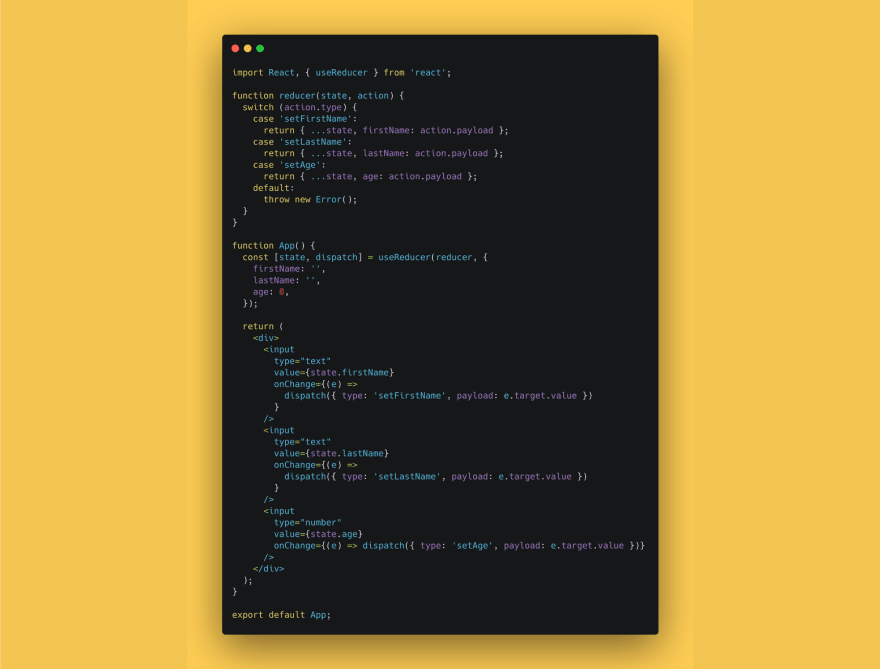 import React, { useReducer } from 'react';
function reducer(state, action) {
  switch (action.type) {
    case 'setFirstName':
      return { ...state, firstName: action.payload };
    case 'setLastName':
      return { ...state, lastName: action.payload };
    case 'setAge':
      return { ...state, age: action.payload };
    default:
      throw new Error();
  }
}
function App() {
  const [state, dispatch] = useReducer(reducer, {
    firstName: '',
    lastName: '',
    age: 0,
  });
  return (
    <div>
      <input
        type="text"
        value={state.firstName}
        onChange={(e) =>
          dispatch({ type: 'setFirstName', payload: e.target.value })
        }
      />
      <input
        type="text"
        value={state.lastName}
        onChange={(e) =>
          dispatch({ type: 'setLastName', payload: e.target.value })
        }
      />
      <input
        type="number"
        value={state.age}
        onChange={(e) => dispatch({ type: 'setAge', payload: e.target.value })}
      />
    </div>
  );
}
export default App;